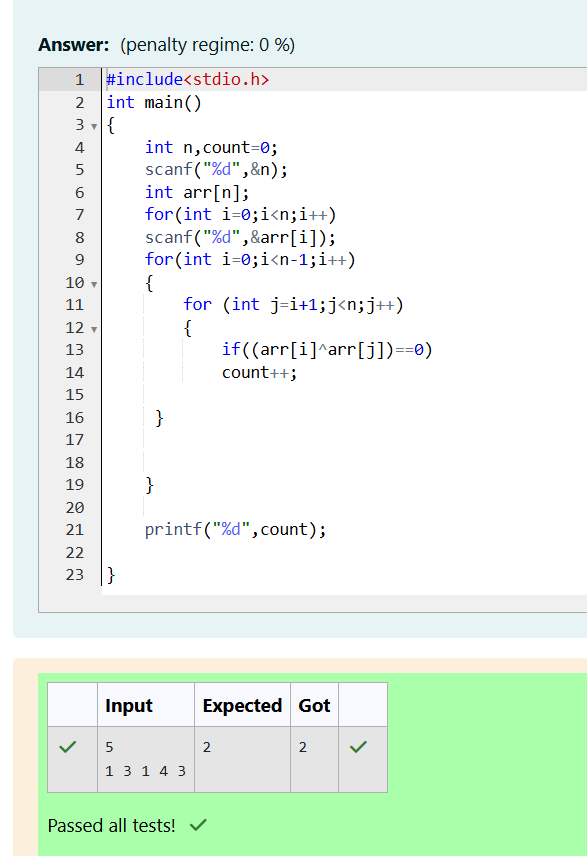 Answer: (penalty regime: 0 %)
1 #include<stdio.h>
2 int main()
3 {
4     int n,count=0;
5     scanf("%d",&n);
6     int arr[n];
7     for(int i=0;i<n;i++)
8     scanf("%d",&arr[i]);
9     for(int i=0;i<n-1;i++)
10     {
11         for (int j=i+1;j<n;j++)
12         {
13             if((arr[i]^arr[j])==0)
14             count++;
15
16      }
17
18
19     }
20
21     printf("%d",count);
22
23 }
Input Expected Got
5 2 2
1 3 1 4 3
Passed all tests!